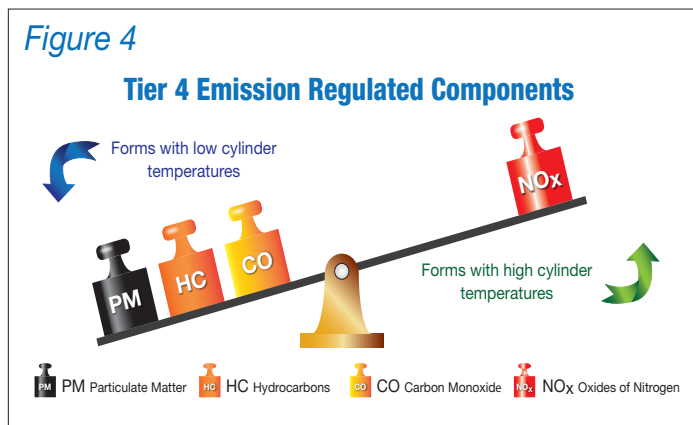 Figure 4
Tier 4 Emission Regulated Components
Forms with low cylinder
temperatures
NOx
PM
HC
CO
Forms with high cylinder
temperatures
PM PM Particulate Matter
HC HC Hydrocarbons
CO CO Carbon Monoxide
NOx NOx Oxides of Nitrogen